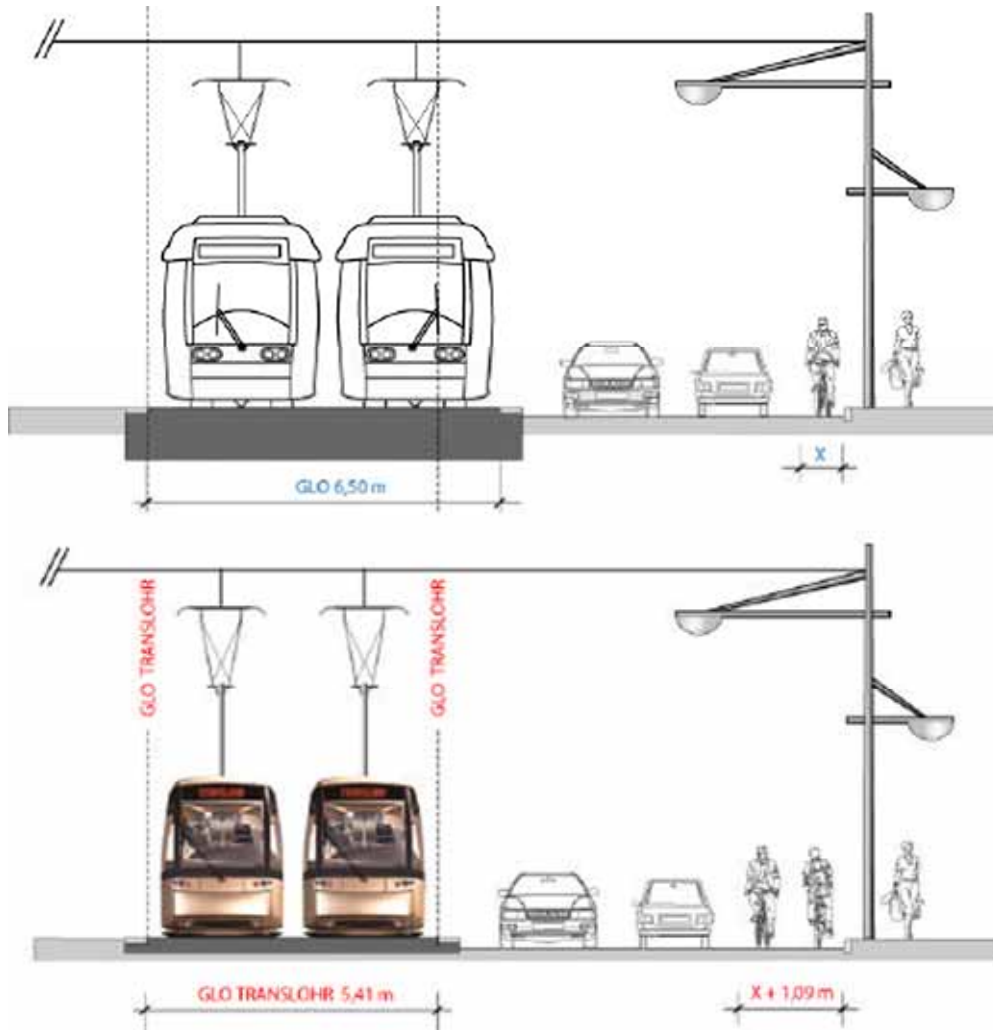 X
GLO 6,50 m
GLO TRANSLOHR
GLO TRANSLOHR
GLO TRANSLOHR 5,41 m
X + 1,09 m